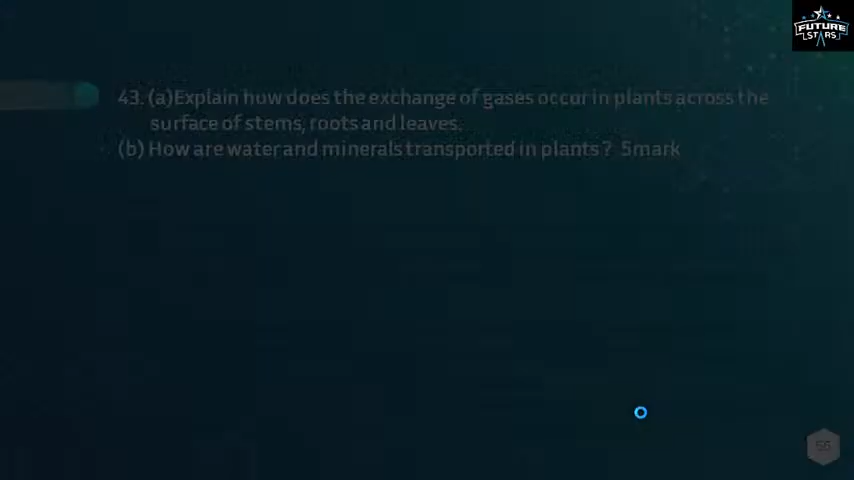 FUTURE
STARS
43. (a)Explain how does the exchange of gases occur in plants across the
surface of stems, roots and leaves.
(b) How are water and minerals transported in plants ? 5mark
56